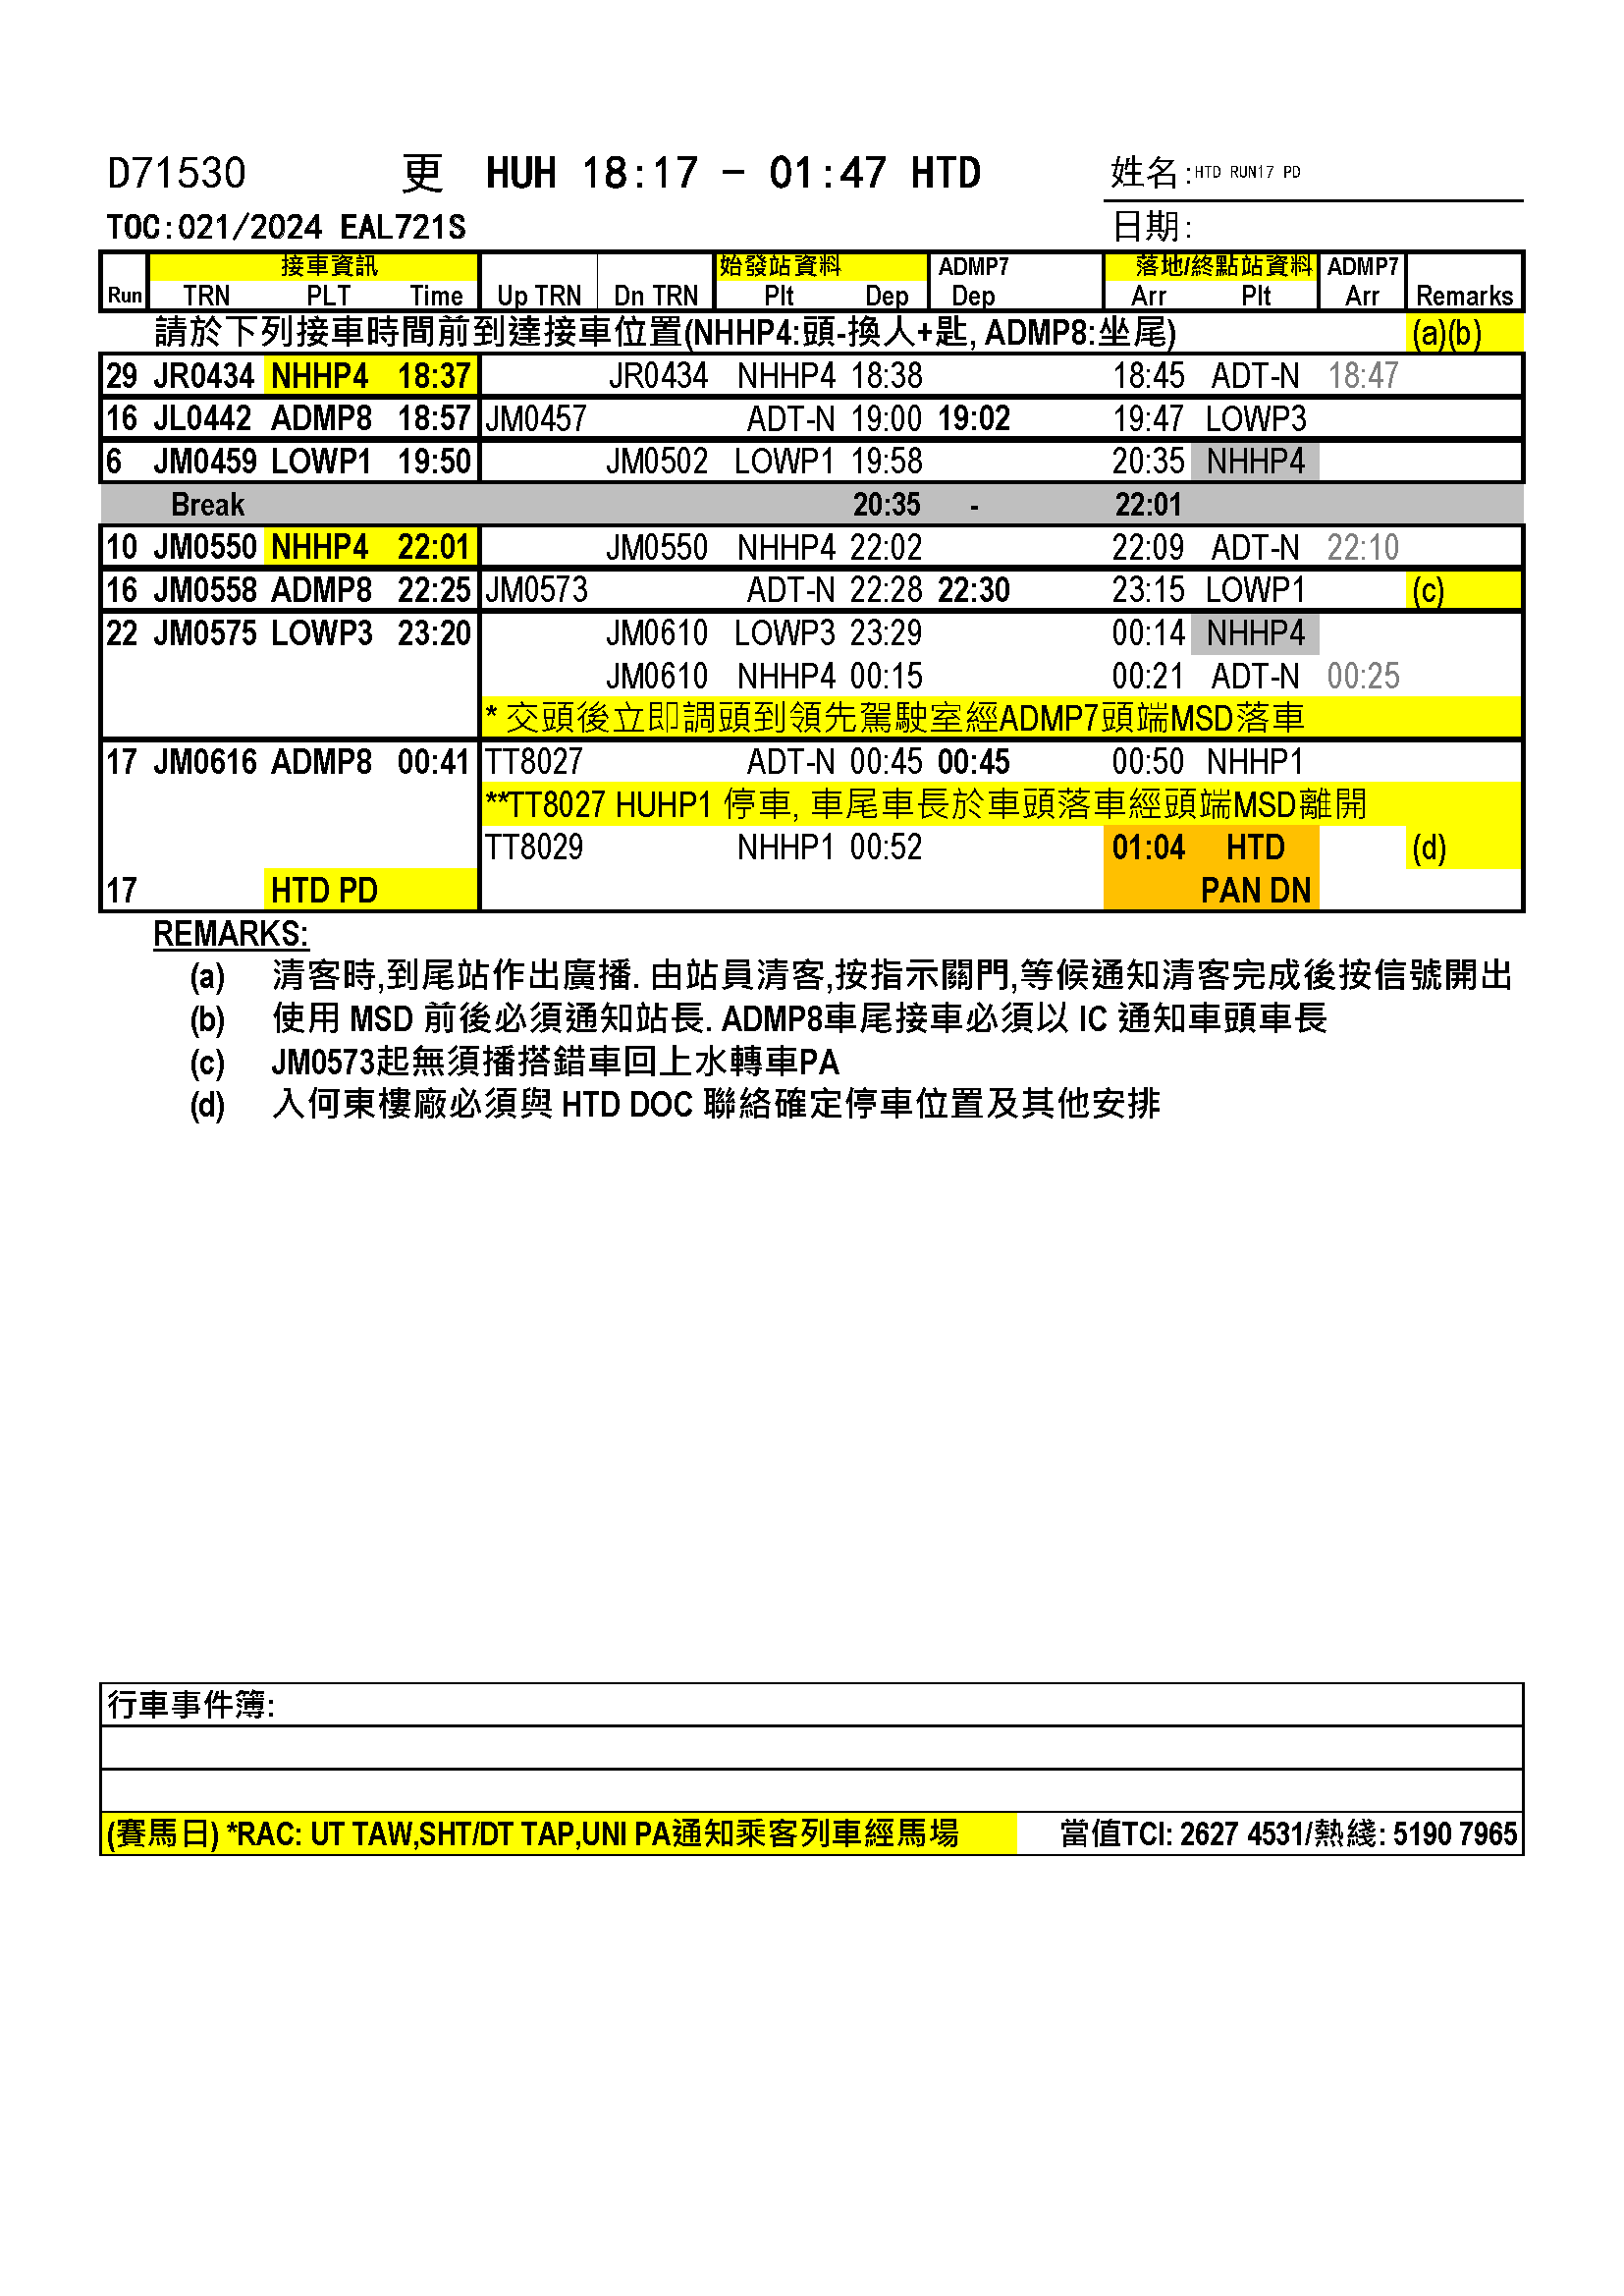 D71530 更 HUH 18:17 - 01:47 HTD 姓名:HTD RUN17 PD
TOC:021/2024 EAL721S 日期:
接車資訊 始發站資料 ADMP7 落地/終點站資料 ADMP7
Run TRN PLT Time Up TRN Dn TRN Plt Dep Dep Arr Plt Arr Remarks
請於下列接車時間前到達接車位置(NHHP4:頭-換人+匙, ADMP8:坐尾) (a)(b)
29 JR0434 NHHP4 18:37 JR0434 NHHP4 18:38 18:45 ADT-N 18:47
16 JL0442 ADMP8 18:57 JM0457 ADT-N 19:00 19:02 19:47 LOWP3
6 JM0459 LOWP1 19:50 JM0502 LOWP1 19:58 20:35 NHHP4
Break 20:35 - 22:01
10 JM0550 NHHP4 22:01 JM0550 NHHP4 22:02 22:09 ADT-N 22:10
16 JM0558 ADMP8 22:25 JM0573 ADT-N 22:28 22:30 23:15 LOWP1 (c)
22 JM0575 LOWP3 23:20 JM0610 LOWP3 23:29 00:14 NHHP4
JM0610 NHHP4 00:15 00:21 ADT-N 00:25
* 交頭後立即調頭到領先駕駛室經ADMP7頭端MSD落車
17 JM0616 ADMP8 00:41 TT8027 ADT-N 00:45 00:45 00:50 NHHP1
**TT8027 HUHP1 停車, 車尾車長於車頭落車經頭端MSD離開
TT8029 NHHP1 00:52 01:04 HTD (d)
17 HTD PD PAN DN
REMARKS:
(a) 清客時,到尾站作出廣播. 由站員清客,按指示關門,等候通知清客完成後按信號開出
(b) 使用 MSD 前後必須通知站長. ADMP8車尾接車必須以 IC 通知車頭車長
(c) JM0573起無須播搭錯車回上水轉車PA
(d) 入何東樓廠必須與 HTD DOC 聯絡確定停車位置及其他安排
行車事件簿:
(賽馬日) *RAC: UT TAW,SHT/DT TAP,UNI PA通知乘客列車經馬場 當值TCI: 2627 4531/熱綫: 5190 7965